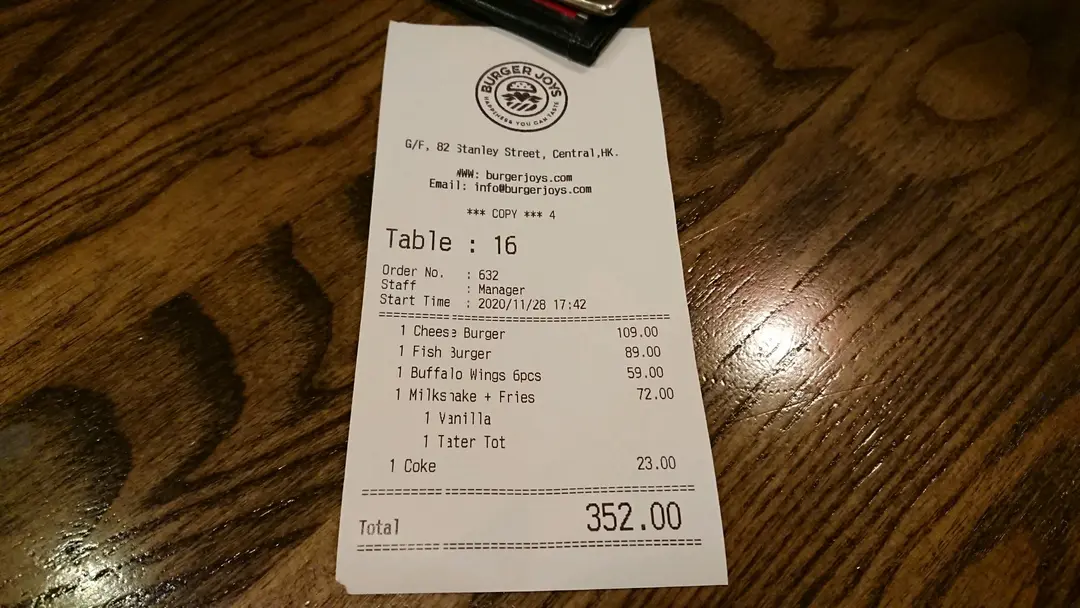 BURGER JOYS
HAPPINESS YOU CAN TASTE
G/F, 82 Stanley Street, Central,HK.
WWW: burgerjoys.com
Email: info@burgerjoys.com
*** COPY *** 4
Table : 16
Order No. : 632
Staff : Manager
Start Time : 2020/11/28 17:42
1 Cheese Burger 109.00
1 Fish Burger 89.00
1 Buffalo Wings 6pcs 59.00
1 Milkshake + Fries 72.00
1 Vanilla
1 Tater Tot
1 Coke 23.00
Total 352.00